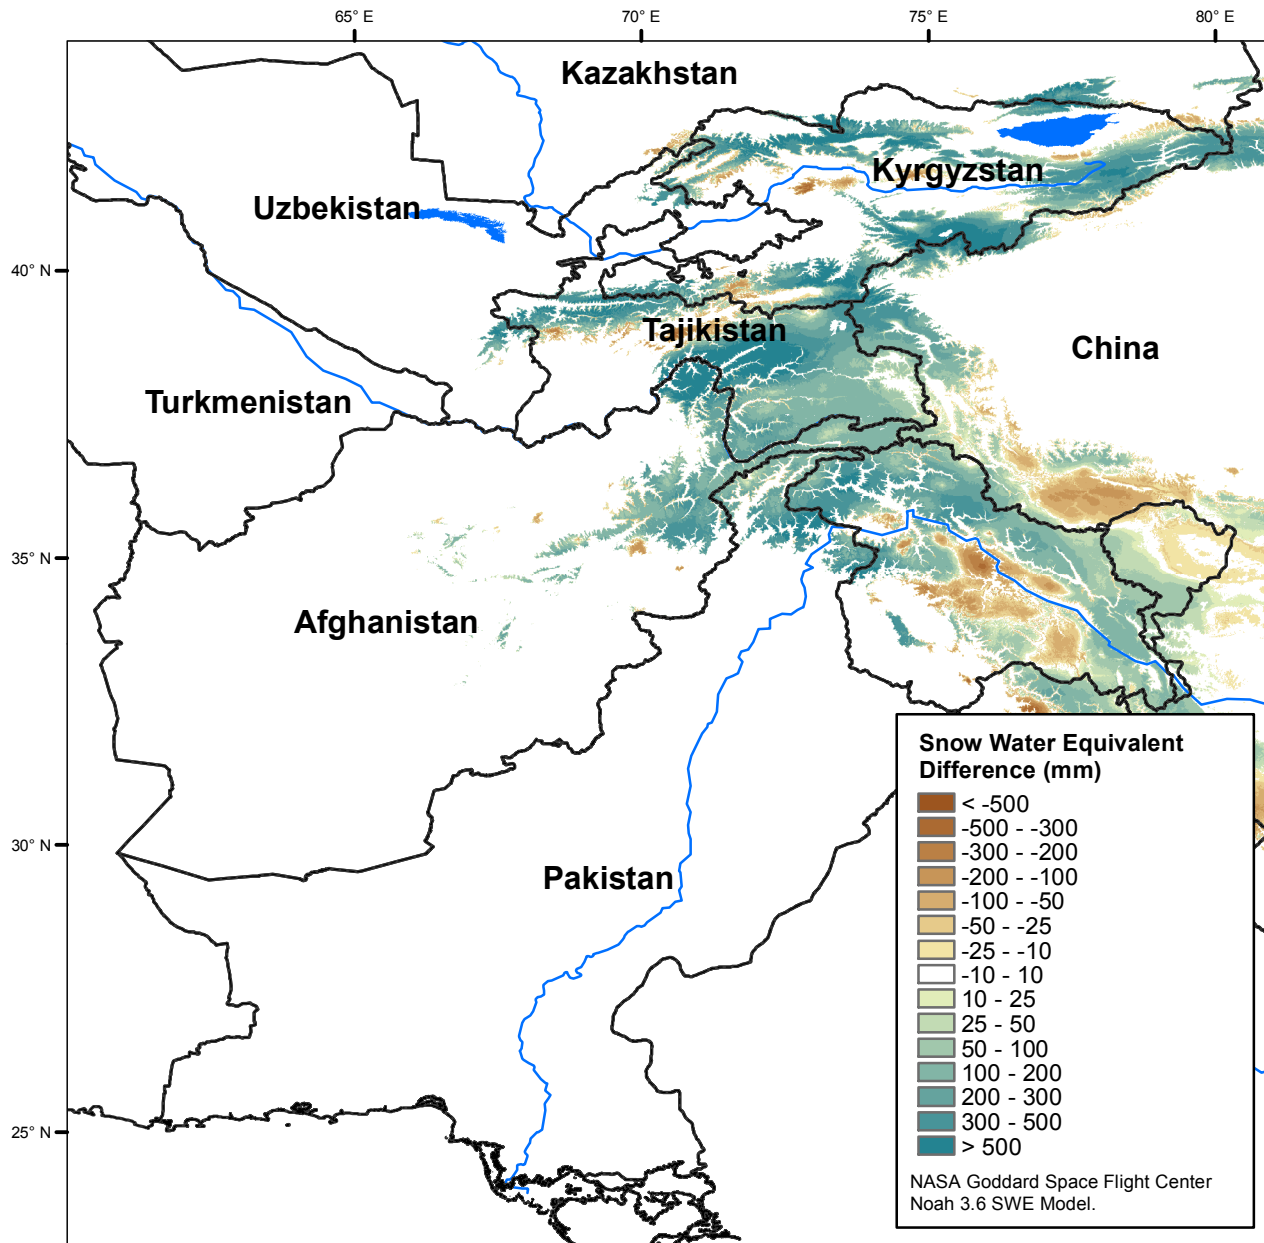 65° E
70° E
75° E
80° E
Kazakhstan
Kyrgyzstan
Uzbekistan
40° N
Tajikistan
China
Turkmenistan
35° N
Afghanistan
30° N
Pakistan
25° N
Snow Water Equivalent
Difference (mm)
< -500
-500 - -300
-300 - -200
-200 - -100
-100 - -50
-50 - -25
-25 - -10
-10 - 10
10 - 25
25 - 50
50 - 100
100 - 200
200 - 300
300 - 500
> 500
NASA Goddard Space Flight Center
Noah 3.6 SWE Model.